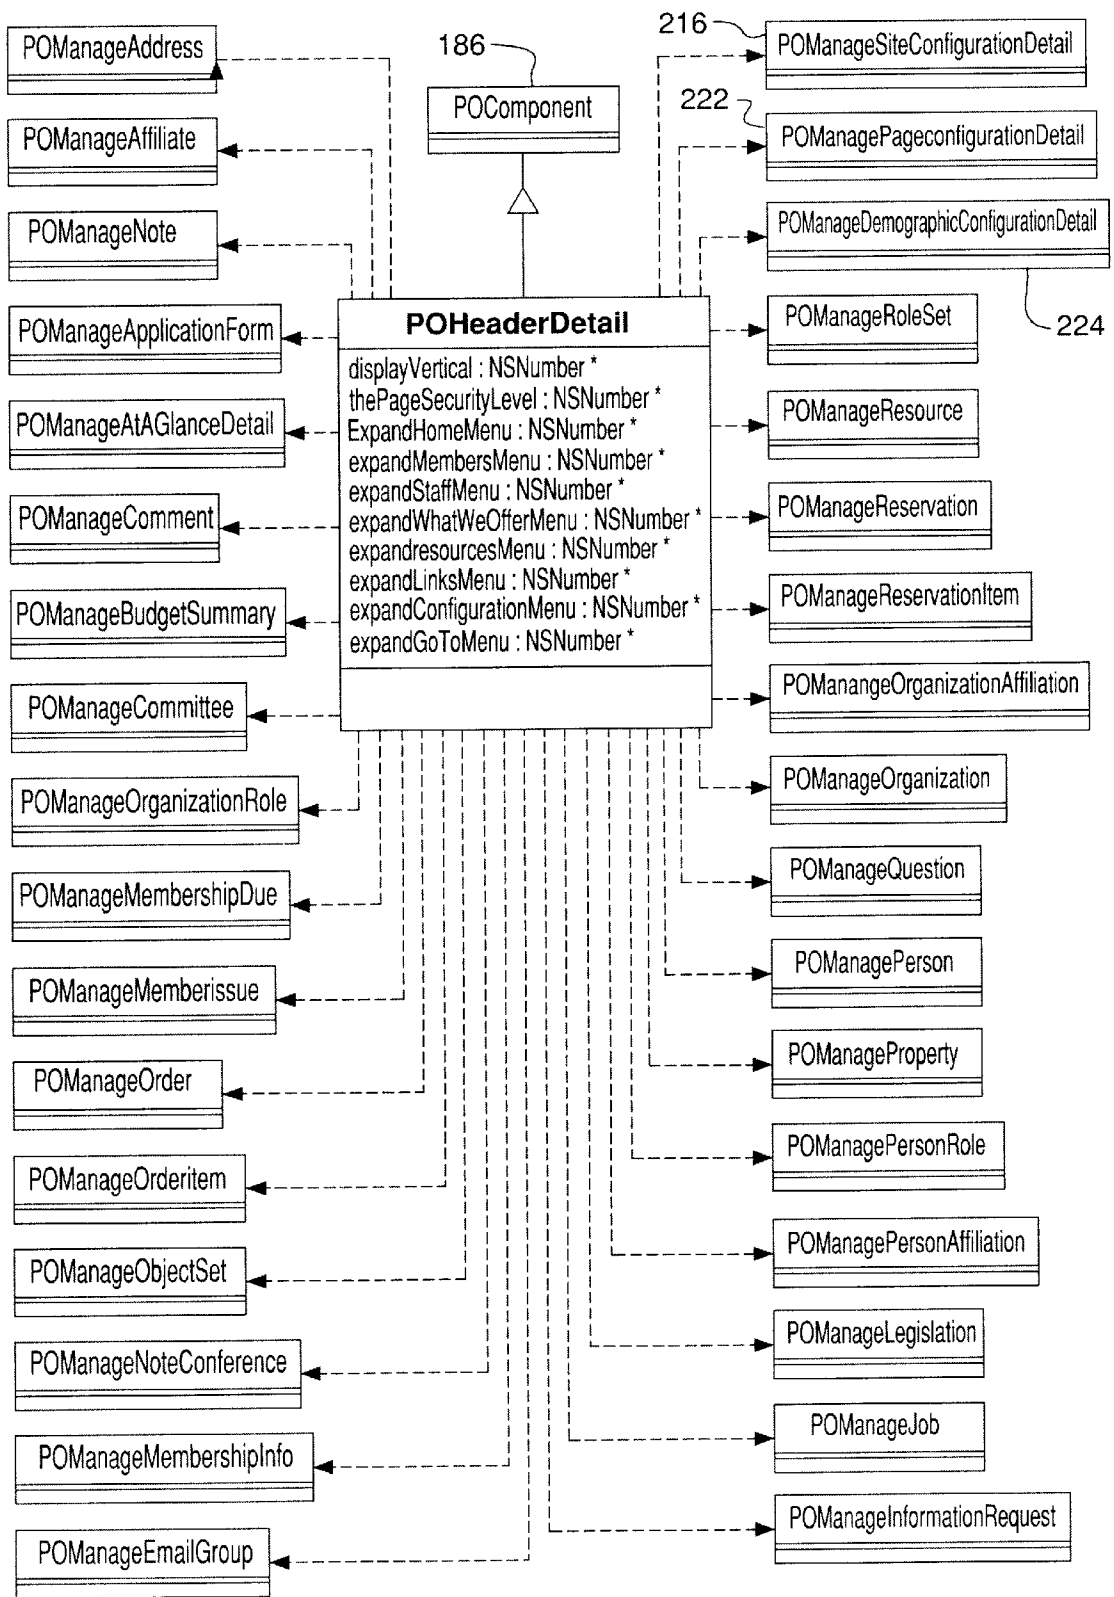 POManageAddress
POManageAffiliate
POManageNote
POManageApplicationForm
POManageAtAGlanceDetail
POManageComment
POManageBudgetSummary
POManageCommittee
POManageOrganizationRole
POManageMembershipDue
POManageMemberissue
POManageOrder
POManageOrderitem
POManageObjectSet
POManageNoteConference
POManageMembershipInfo
POManageEmailGroup
186
POComponent
POHeaderDetail
displayVertical : NSNumber *
thePageSecurityLevel : NSNumber *
ExpandHomeMenu : NSNumber *
expandMembersMenu : NSNumber *
expandStaffMenu : NSNumber *
expandWhatWeOfferMenu : NSNumber *
expandresourcesMenu : NSNumber *
expandLinksMenu : NSNumber *
expandConfigurationMenu : NSNumber *
expandGoToMenu : NSNumber *
216
POManageSiteConfigurationDetail
222
POManagePageconfigurationDetail
POManageDemographicConfigurationDetail
224
POManageRoleSet
POManageResource
POManageReservation
POManageReservationItem
POManangeOrganizationAffiliation
POManageOrganization
POManageQuestion
POManagePerson
POManageProperty
POManagePersonRole
POManagePersonAffiliation
POManageLegislation
POManageJob
POManageInformationRequest